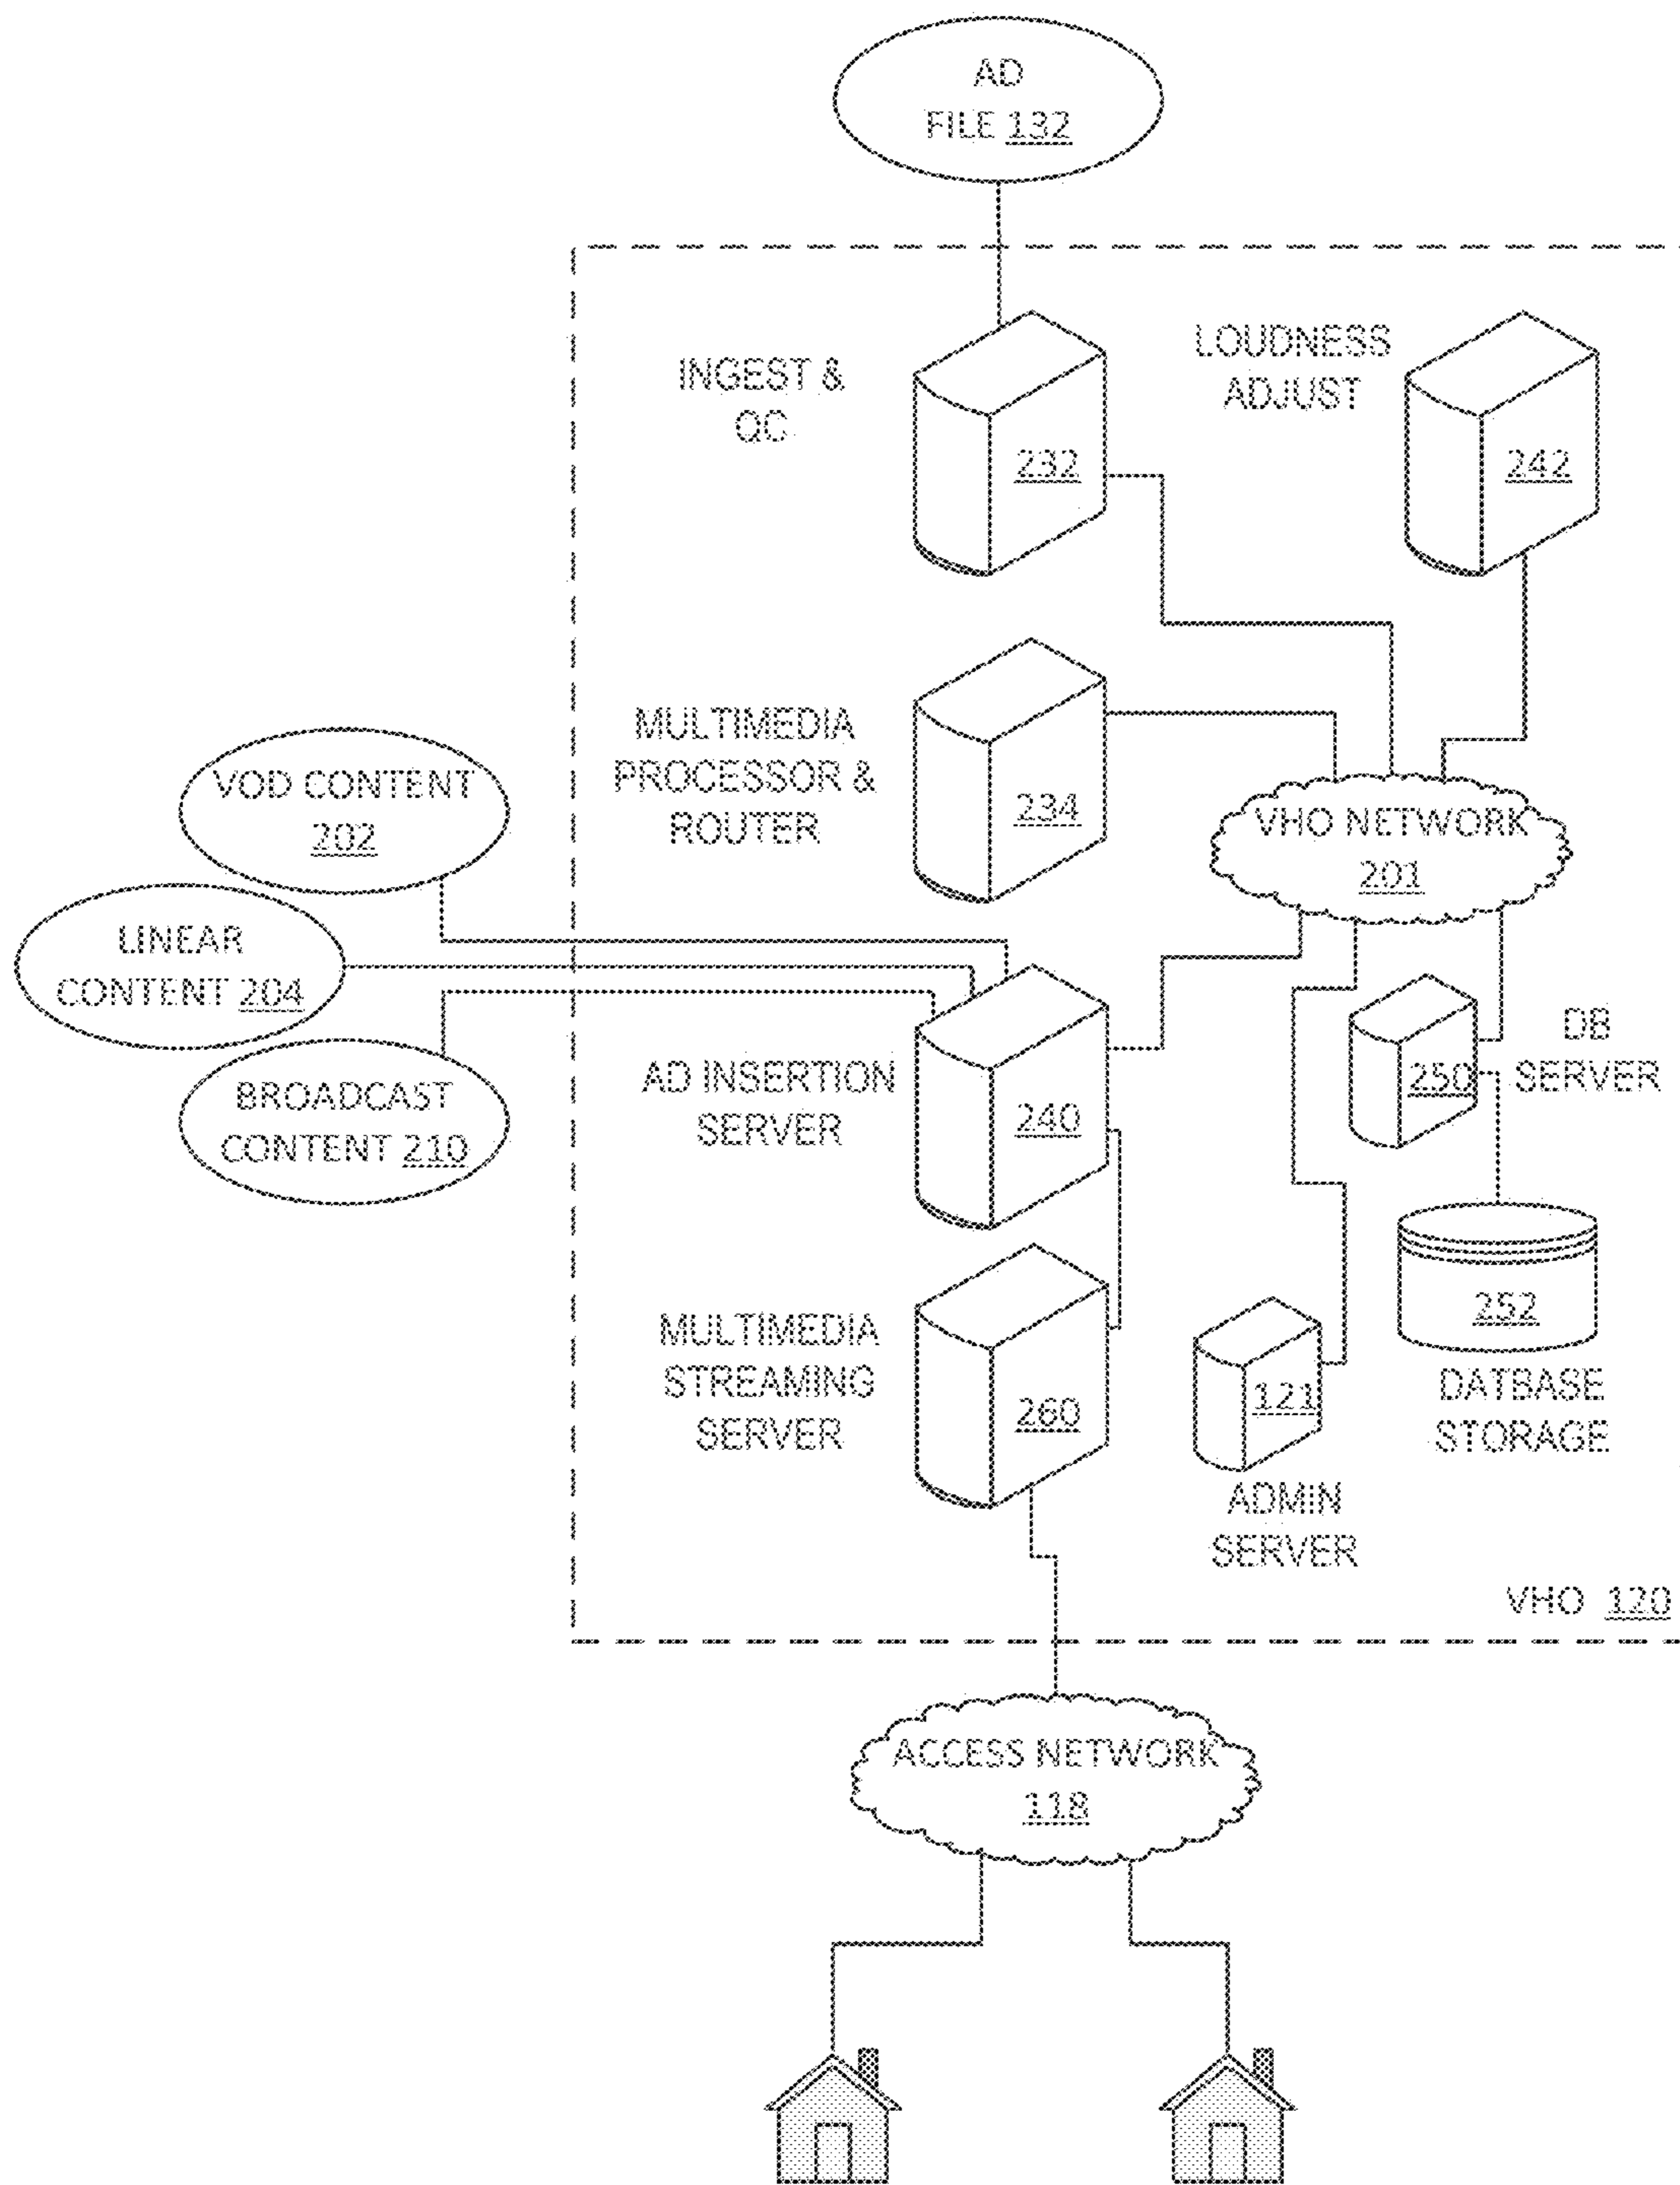 AD
FILE 132
INGEST &
QC
232
LOUDNESS
ADJUST
242
MULTIMEDIA
PROCESSOR &
ROUTER
234
VHO NETWORK
201
VOD CONTENT
202
LINEAR
CONTENT 204
BROADCAST
CONTENT 210
AD INSERTION
SERVER
240
250
DB
SERVER
252
DATBASE
STORAGE
MULTIMEDIA
STREAMING
SERVER
260
121
ADMIN
SERVER
VHO 120
ACCESS NETWORK
118